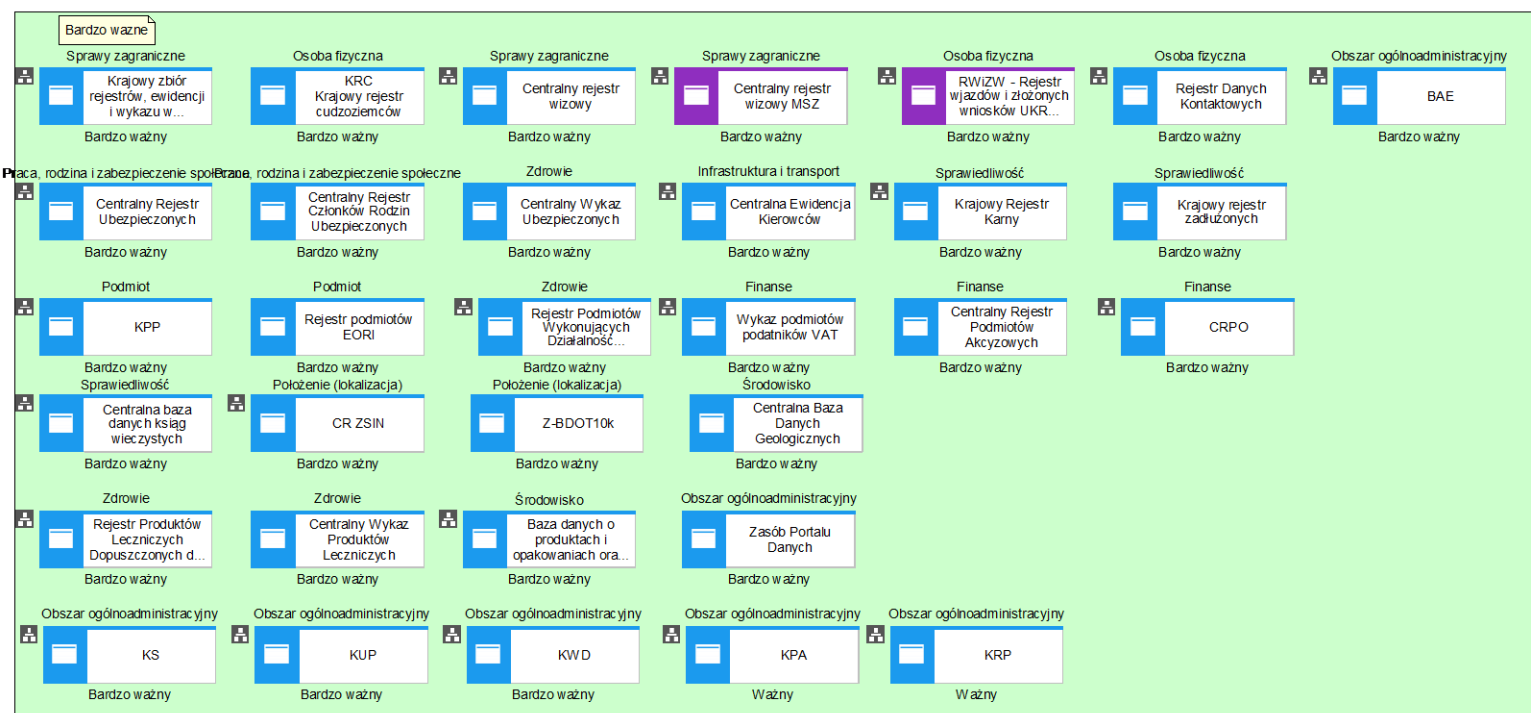 Bardzo wazne
Sprawy zagraniczne
Osoba fizyczna
Sprawy zagraniczne
Sprawy zagraniczne
Osoba fizyczna
Osoba fizyczna
Obszar ogólnoadministracyjny
Krajowy zbiór
rejestrów, ewidencji
i wykazu w...
KRC
Krajowy rejestr
cudzoziemców
Centralny rejestr
wizowy
Centralny rejestr
wizowy MSZ
RWiZW - Rejestr
wjazdów i złożonych
wniosków UKR...
Rejestr Danych
Kontaktowych
BAE
Bardzo ważny
Bardzo ważny
Bardzo ważny
Bardzo ważny
Bardzo ważny
Bardzo ważny
Bardzo ważny
Praca, rodzina i zabezpieczenie społeczne
Praca, rodzina i zabezpieczenie społeczne
Zdrowie
Infrastruktura i transport
Sprawiedliwość
Sprawiedliwość
Centralny Rejestr
Ubezpieczonych
Centralny Rejestr
Członków Rodzin
Ubezpieczonych
Centralny Wykaz
Ubezpieczonych
Centralna Ewidencja
Kierowców
Krajowy Rejestr
Karny
Krajowy rejestr
zadłużonych
Bardzo ważny
Bardzo ważny
Bardzo ważny
Bardzo ważny
Bardzo ważny
Bardzo ważny
Podmiot
Podmiot
Zdrowie
Finanse
Finanse
Finanse
KPP
Rejestr podmiotów
EORI
Rejestr Podmiotów
Wykonujących
Działalność...
Wykaz podmiotów
podatników VAT
Centralny Rejestr
Podmiotów
Akcyzowych
CRPO
Bardzo ważny
Bardzo ważny
Bardzo ważny
Bardzo ważny
Bardzo ważny
Bardzo ważny
Sprawiedliwość
Położenie (lokalizacja)
Położenie (lokalizacja)
Środowisko
Centralna baza
danych ksiąg
wieczystych
CR ZSIN
Z-BDOT10k
Centralna Baza
Danych
Geologicznych
Bardzo ważny
Bardzo ważny
Bardzo ważny
Bardzo ważny
Zdrowie
Zdrowie
Środowisko
Obszar ogólnoadministracyjny
Rejestr Produktów
Leczniczych
Dopuszczonych d...
Centralny Wykaz
Produktów
Leczniczych
Baza danych o
produktach i
opakowaniach ora...
Zasób Portalu
Danych
Bardzo ważny
Bardzo ważny
Bardzo ważny
Bardzo ważny
Obszar ogólnoadministracyjny
Obszar ogólnoadministracyjny
Obszar ogólnoadministracyjny
Obszar ogólnoadministracyjny
Obszar ogólnoadministracyjny
KS
KUP
KWD
KPA
KRP
Bardzo ważny
Bardzo ważny
Bardzo ważny
Ważny
Ważny